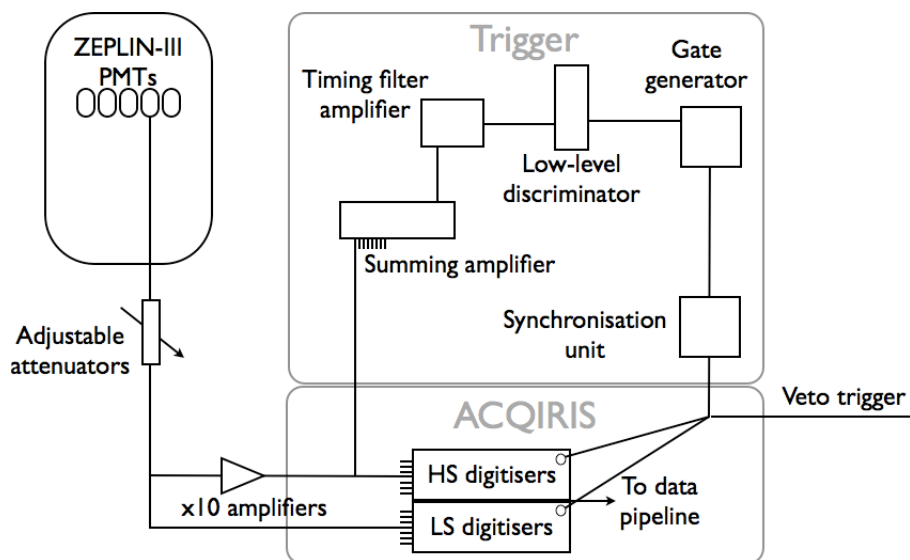 ZEPLIN-III
PMTs
Trigger
Gate
generator
Timing filter
amplifier
Low-level
discriminator
Summing amplifier
Synchronisation
unit
Adjustable
attenuators
Veto trigger
ACQIRIS
HS digitisers
x10 amplifiers
LS digitisers
To data
pipeline